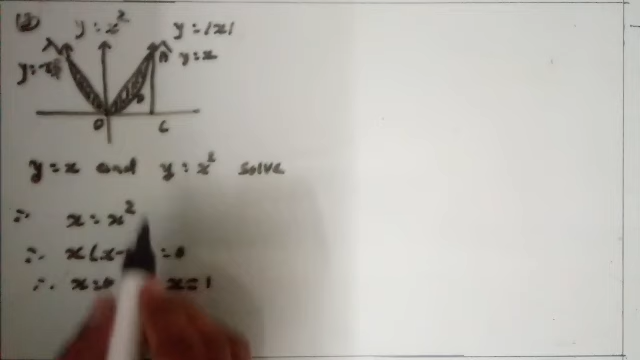 y = x² y = |x|
y = x
A
O C
y = x and y = x² solve
∴ x = x²
∴ x(x- = 0
∴ x=0 x=1